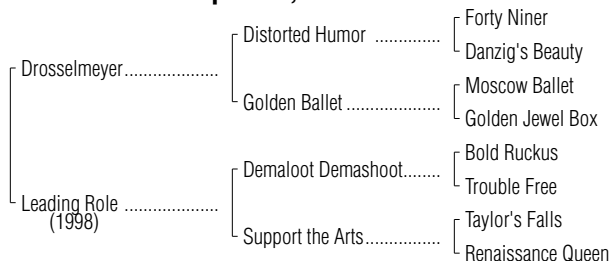 Forty Niner
Distorted Humor ...............
Danzig's Beauty
Drosselmeyer.....................
Moscow Ballet
Golden Ballet .....................
Golden Jewel Box
Bold Ruckus
Demaloot Demashoot........
Trouble Free
Leading Role .....................
(1998)
Taylor's Falls
Support the Arts.................
Renaissance Queen